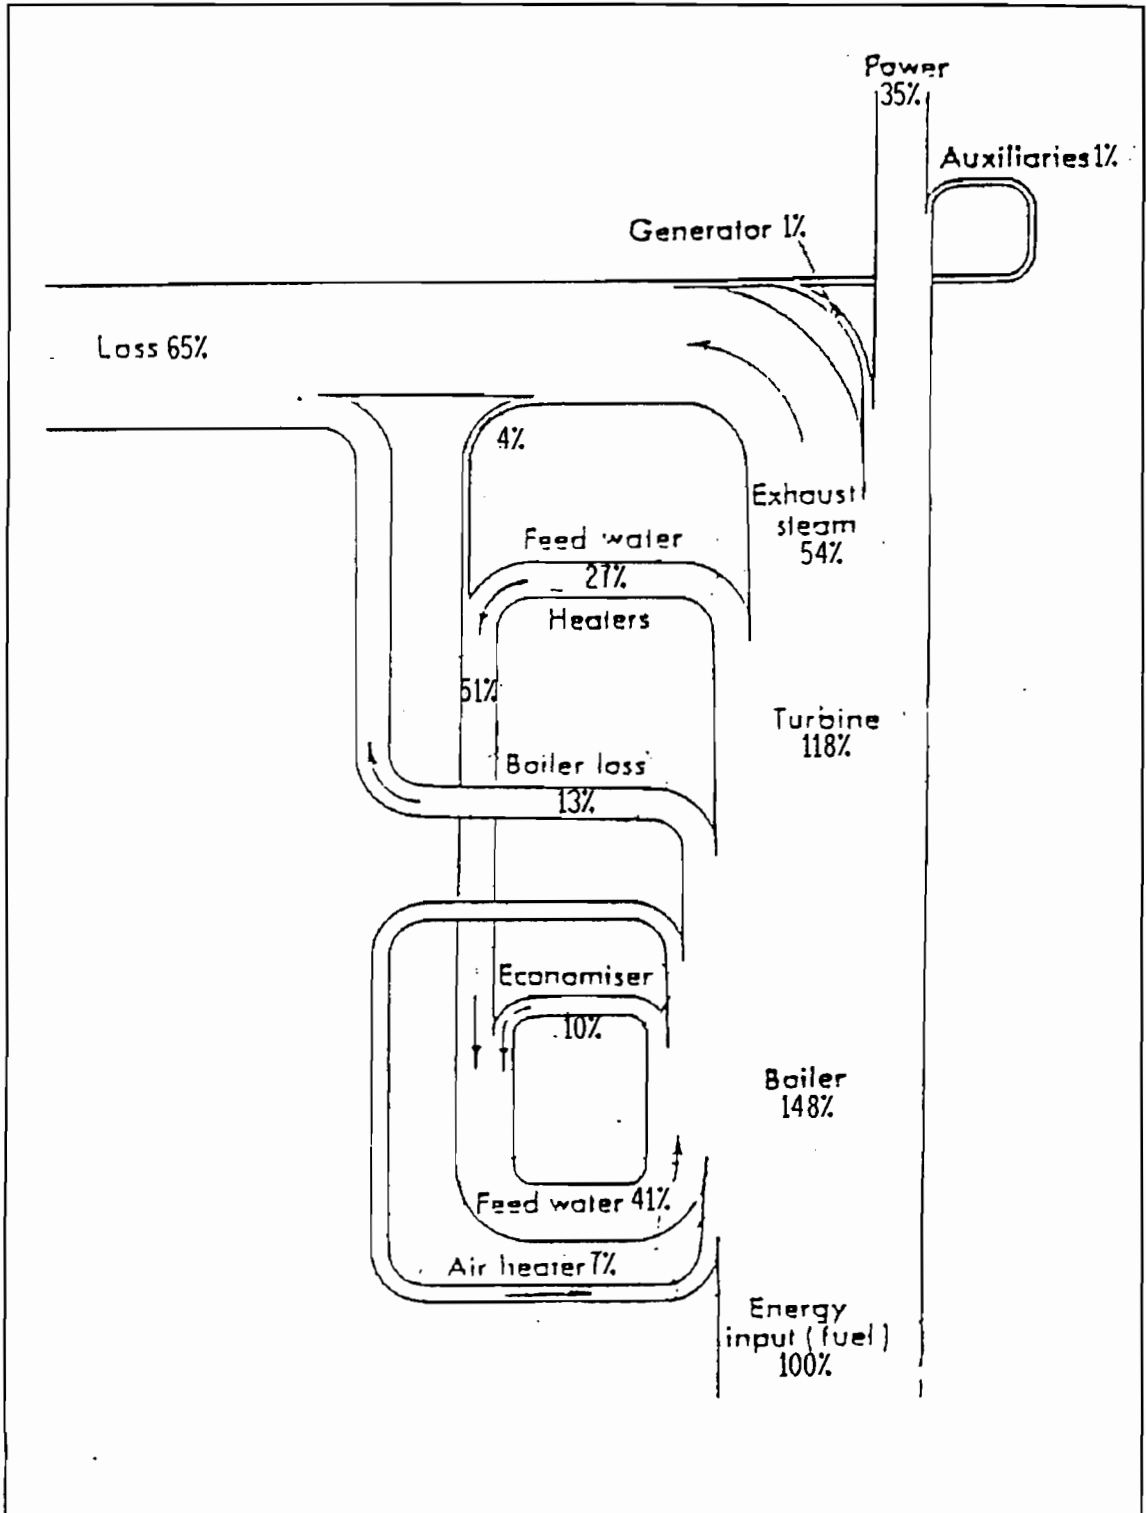 Power
35%
Auxiliaries 1%
Generator 1%
Loss 65%
4%
Exhaust
steam
54%
Feed water
27%
Heaters
51%
Turbine
118%
Boiler loss
13%
Economiser
10%
Boiler
148%
Feed water 41%
Air heater 7%
Energy
input (fuel)
100%